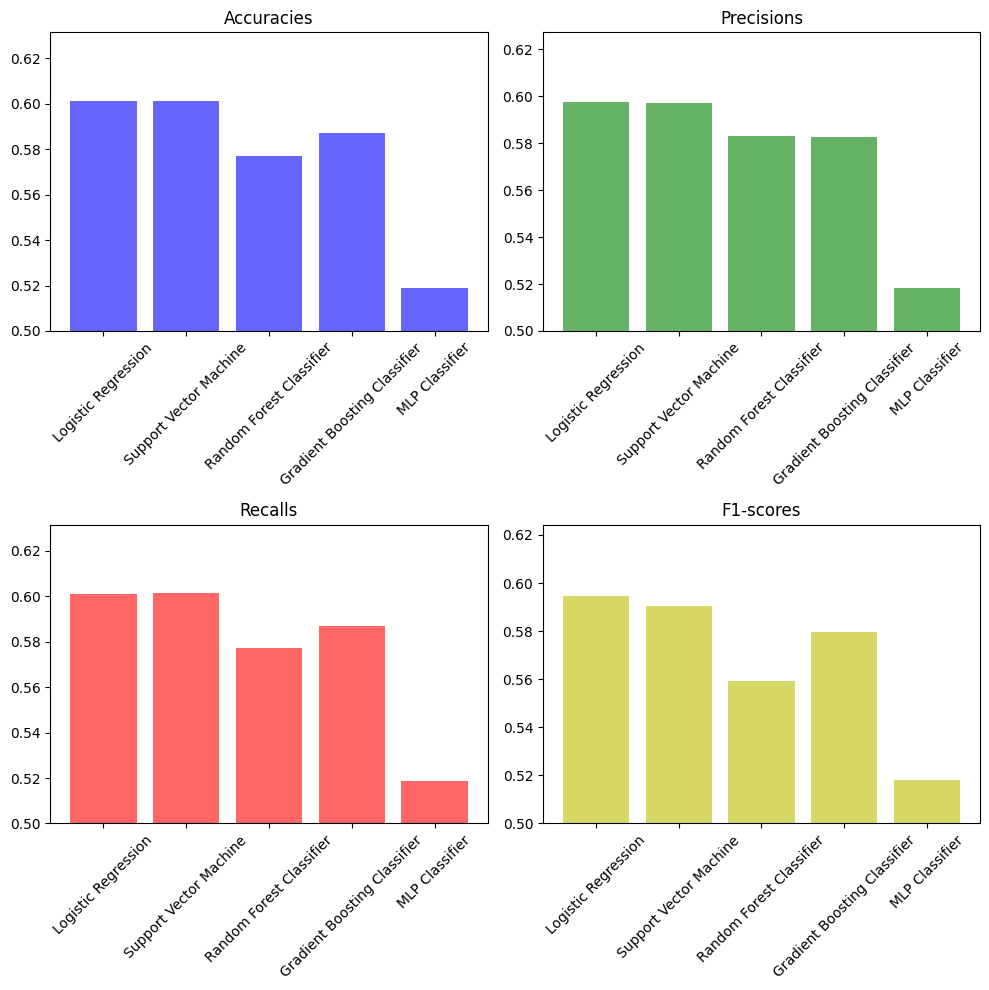 Accuracies
0.62
0.60
0.58
0.56
0.54
0.52
0.50
Logistic Regression
Support Vector Machine
Random Forest Classifier
Gradient Boosting Classifier
MLP Classifier
Precisions
0.62
0.60
0.58
0.56
0.54
0.52
0.50
Logistic Regression
Support Vector Machine
Random Forest Classifier
Gradient Boosting Classifier
MLP Classifier
Recalls
0.62
0.60
0.58
0.56
0.54
0.52
0.50
Logistic Regression
Support Vector Machine
Random Forest Classifier
Gradient Boosting Classifier
MLP Classifier
F1-scores
0.62
0.60
0.58
0.56
0.54
0.52
0.50
Logistic Regression
Support Vector Machine
Random Forest Classifier
Gradient Boosting Classifier
MLP Classifier